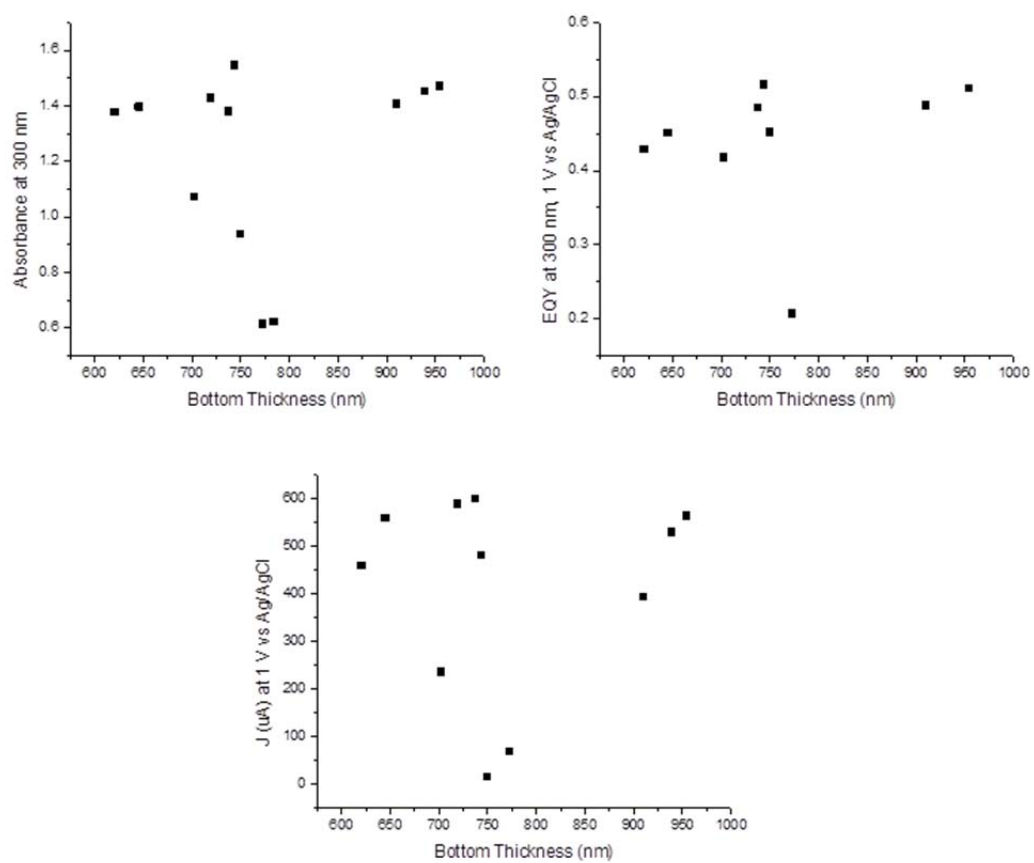 Absorbance at 300 nm
1.6
1.4
1.2
1.0
0.8
0.6
600 650 700 750 800 850 900 950 1000
Bottom Thickness (nm)
EQY at 300 nm, 1 V vs Ag/AgCl
0.6
0.5
0.4
0.3
0.2
600 650 700 750 800 850 900 950 1000
Bottom Thickness (nm)
J (uA) at 1 V vs Ag/AgCl
600
500
400
300
200
100
0
600 650 700 750 800 850 900 950 1000
Bottom Thickness (nm)